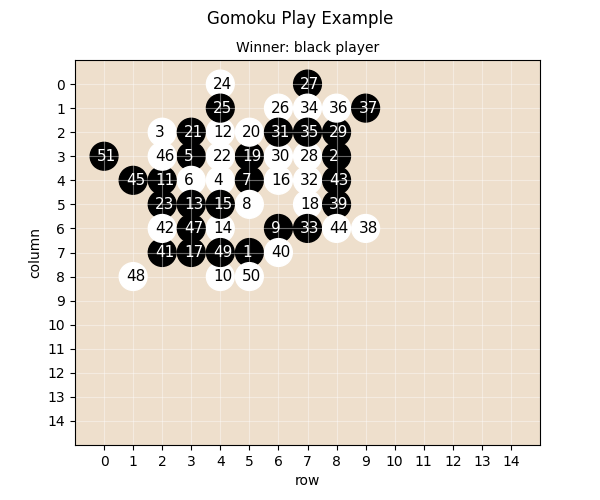 Gomoku Play Example
Winner: black player
0 24 27
1 25 26 34 36 37
2 3 21 12 20 31 35 29
3 51 46 5 22 19 30 28 2
4 45 11 6 4 7 16 32 43
5 23 13 15 8 18 39
6 42 47 14 9 33 44 38
7 41 17 49 1 40
8 48 10 50
9
10
11
12
13
14
column
0 1 2 3 4 5 6 7 8 9 10 11 12 13 14
row